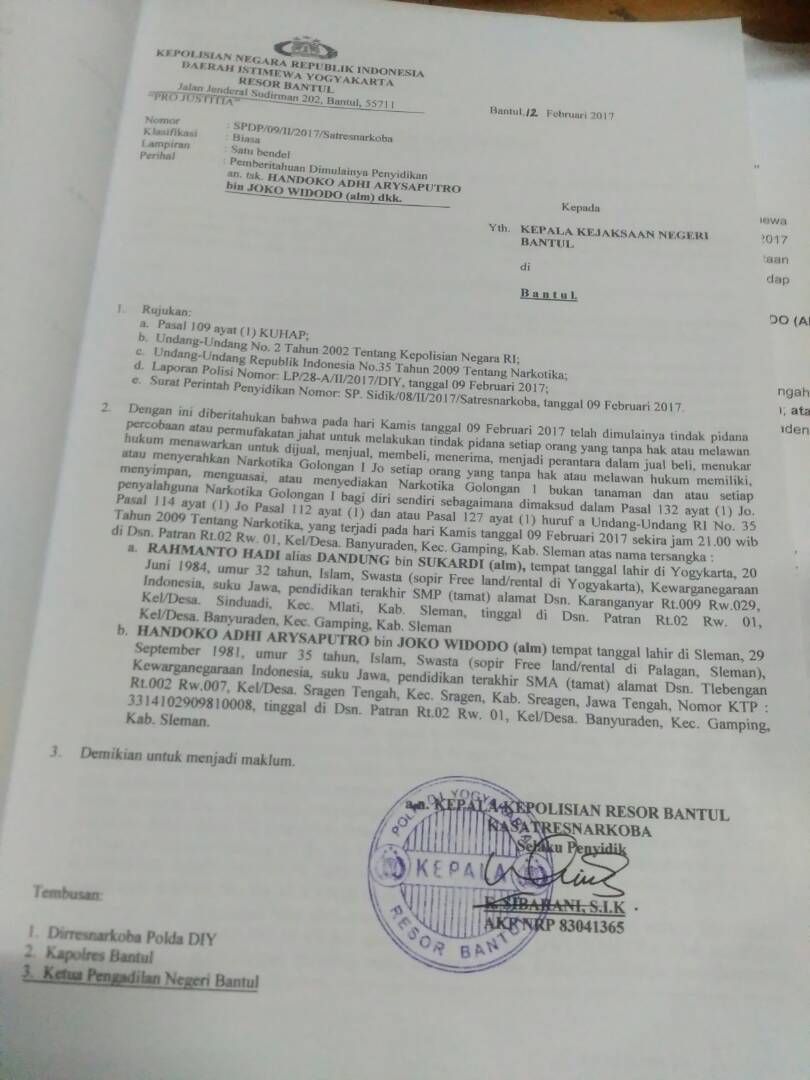 KEPOLISIAN NEGARA REPUBLIK INDONESIA
DAERAH ISTIMEWA YOGYAKARTA
RESOR BANTUL
Jalan Jenderal Sudirman 202, Bantul, 55711
"PRO JUSTITIA"
Bantul, 12 Februari 2017
Nomor : SPDP/09/II/2017/Satresnarkoba
Klasifikasi : Biasa
Lampiran : Satu bendel
Perihal : Pemberitahuan Dimulainya Penyidikan
an. tsk. HANDOKO ADHI ARYSAPUTRO
bin JOKO WIDODO (alm) dkk.
Kepada
Yth. KEPALA KEJAKSAAN NEGERI
BANTUL
di
Bantul
1. Rujukan:
a. Pasal 109 ayat (1) KUHAP;
b. Undang-Undang No. 2 Tahun 2002 Tentang Kepolisian Negara RI;
c. Undang-Undang Republik Indonesia No.35 Tahun 2009 Tentang Narkotika;
d. Laporan Polisi Nomor: LP/28-A/II/2017/DIY, tanggal 09 Februari 2017;
e. Surat Perintah Penyidikan Nomor: SP. Sidik/08/II/2017/Satresnarkoba, tanggal 09 Februari 2017.
2. Dengan ini diberitahukan bahwa pada hari Kamis tanggal 09 Februari 2017 telah dimulainya tindak pidana
percobaan atau permufakatan jahat untuk melakukan tindak pidana setiap orang yang tanpa hak atau melawan
hukum menawarkan untuk dijual, menjual, membeli, menerima, menjadi perantara dalam jual beli, menukar
atau menyerahkan Narkotika Golongan I Jo setiap orang yang tanpa hak atau melawan hukum memiliki,
menyimpan, menguasai, atau menyediakan Narkotika Golongan I bukan tanaman dan atau setiap
penyalahguna Narkotika Golongan I bagi diri sendiri sebagaimana dimaksud dalam Pasal 132 ayat (1) Jo.
Pasal 114 ayat (1) Jo Pasal 112 ayat (1) dan atau Pasal 127 ayat (1) huruf a Undang-Undang RI No. 35
Tahun 2009 Tentang Narkotika, yang terjadi pada hari Kamis tanggal 09 Februari 2017 sekira jam 21.00 wib
di Dsn. Patran Rt.02 Rw. 01, Kel/Desa. Banyuraden, Kec. Gamping, Kab. Sleman atas nama tersangka :
a. RAHMANTO HADI alias DANDUNG bin SUKARDI (alm), tempat tanggal lahir di Yogykarta, 20
Juni 1984, umur 32 tahun, Islam, Swasta (sopir Free land/rental di Yogyakarta), Kewarganegaraan
Indonesia, suku Jawa, pendidikan terakhir SMP (tamat) alamat Dsn. Karanganyar Rt.009 Rw.029,
Kel/Desa. Sinduadi, Kec. Mlati, Kab. Sleman, tinggal di Dsn. Patran Rt.02 Rw. 01,
Kel/Desa. Banyuraden, Kec. Gamping, Kab. Sleman
b. HANDOKO ADHI ARYSAPUTRO bin JOKO WIDODO (alm) tempat tanggal lahir di Sleman, 29
September 1981, umur 35 tahun, Islam, Swasta (sopir Free land/rental di Palagan, Sleman),
Kewarganegaraan Indonesia, suku Jawa, pendidikan terakhir SMA (tamat) alamat Dsn. Tlebengan
Rt.002 Rw.007, Kel/Desa. Sragen Tengah, Kec. Sragen, Kab. Sreagen, Jawa Tengah, Nomor KTP :
3314102909810008, tinggal di Dsn. Patran Rt.02 Rw. 01, Kel/Desa. Banyuraden, Kec. Gamping,
Kab. Sleman.
3. Demikian untuk menjadi maklum.
a.n. KEPALA KEPOLISIAN RESOR BANTUL
KASATRESNARKOBA
Selaku Penyidik
KEPALA
RESOR BANTUL
SIBARANI, S.I.K
AKP NRP 83041365
Tembusan:
1. Dirresnarkoba Polda DIY
2. Kapolres Bantul
3. Ketua Pengadilan Negeri Bantul
2017
dap